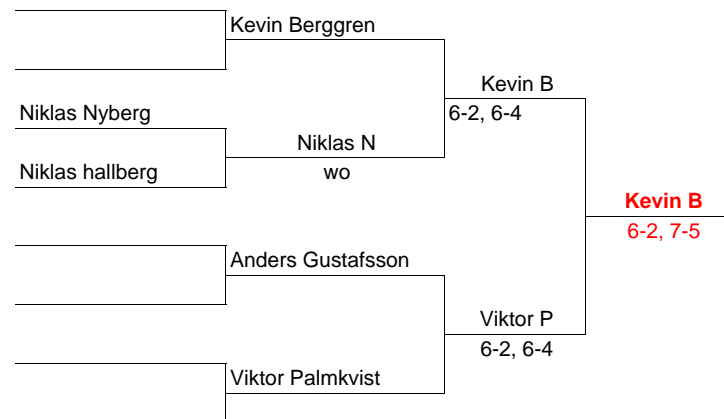 Kevin Berggren
Kevin B
6-2, 6-4
Niklas Nyberg
Niklas N
wo
Niklas hallberg
Kevin B
6-2, 7-5
Anders Gustafsson
Viktor P
6-2, 6-4
Viktor Palmkvist